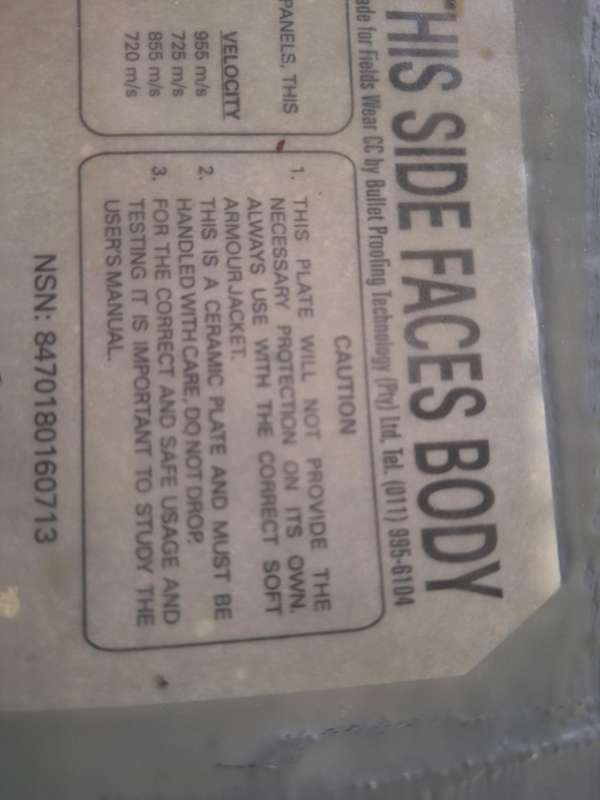 HIS SIDE FACES BODY
ade for Fields Wear CC by Bullet Proofing Technology (Pty) Ltd. Tel. (011) 995-6104
PANELS. THIS
VELOCITY
955 m/s
725 m/s
855 m/s
720 m/s
CAUTION
1. THIS PLATE WILL NOT PROVIDE THE
NECESSARY PROTECTION ON ITS OWN.
ALWAYS USE WITH THE CORRECT SOFT
ARMOUR JACKET.
2. THIS IS A CERAMIC PLATE AND MUST BE
HANDLED WITH CARE, DO NOT DROP.
3. FOR THE CORRECT AND SAFE USAGE AND
TESTING IT IS IMPORTANT TO STUDY THE
USER'S MANUAL.
NSN: 8470180160713